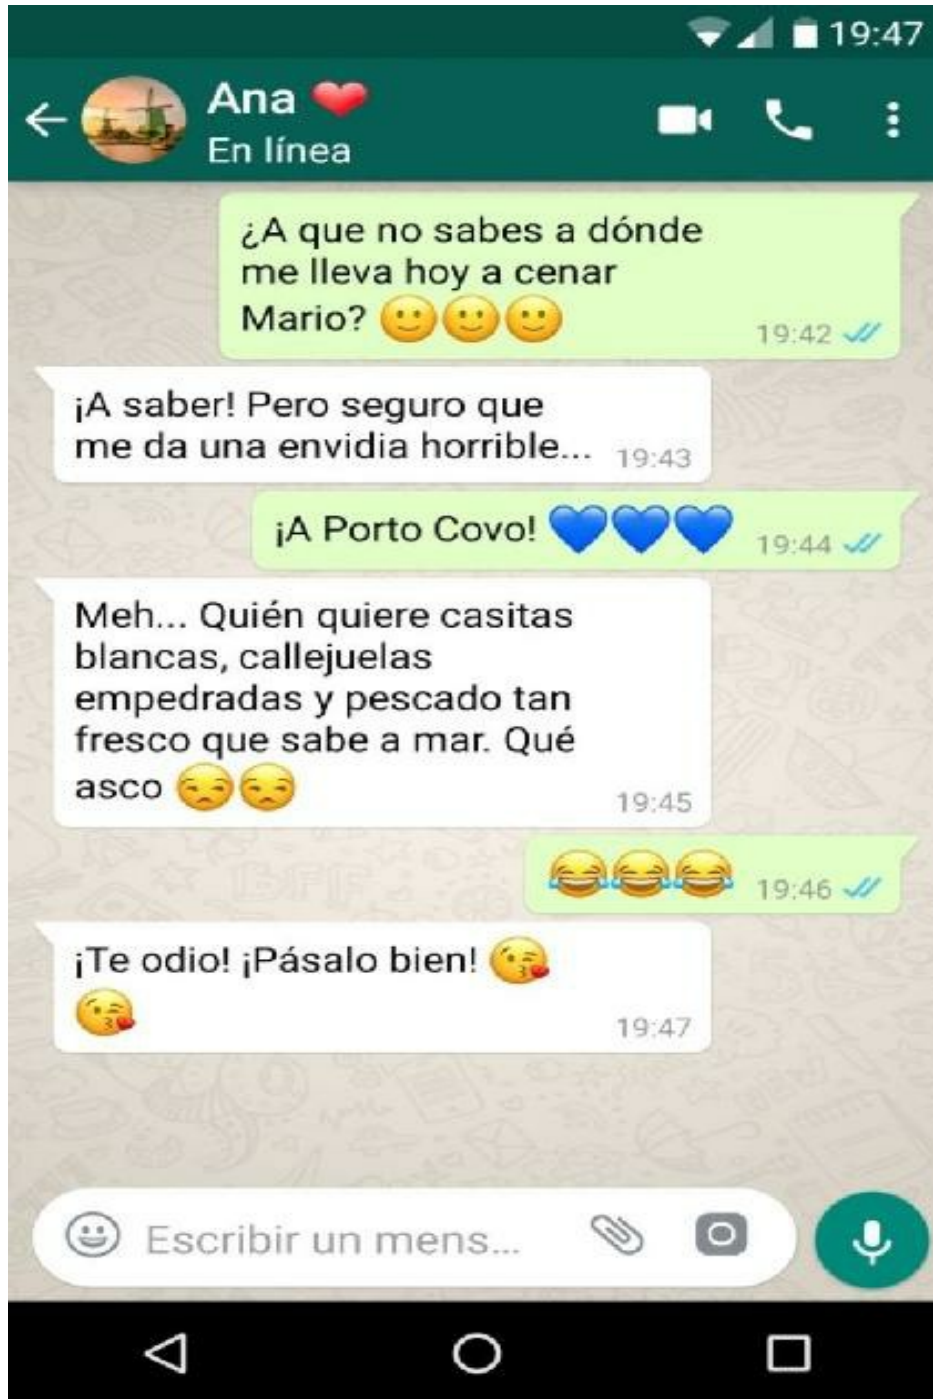 19:47
Ana ❤️
En línea
¿A que no sabes a dónde
me lleva hoy a cenar
Mario? 🙂🙂🙂
19:42
¡A saber! Pero seguro que
me da una envidia horrible...
19:43
¡A Porto Covo! 💙💙💙
19:44
Meh... Quién quiere casitas
blancas, callejuelas
empedradas y pescado tan
fresco que sabe a mar. Qué
asco 😒😒
19:45
😂😂😂
19:46
¡Te odio! ¡Pásalo bien! 😘
😘
19:47
Escribir un mens...